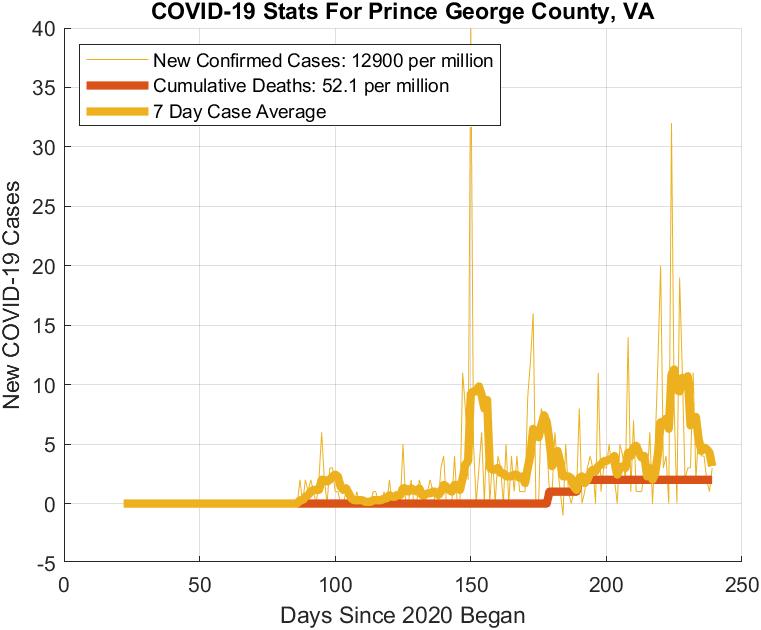 COVID-19 Stats For Prince George County, VA
New Confirmed Cases: 12900 per million
Cumulative Deaths: 52.1 per million
7 Day Case Average
40
35
30
25
20
15
10
5
0
-5
New COVID-19 Cases
0 50 100 150 200 250
Days Since 2020 Began